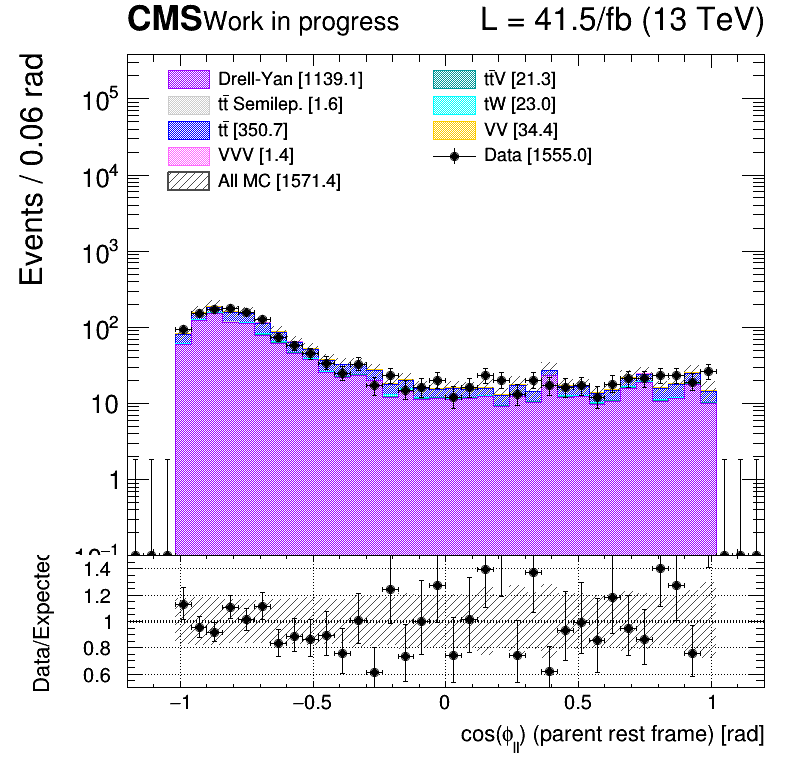 CMS Work in progress L = 41.5/fb (13 TeV)
Events / 0.06 rad
Drell-Yan [1139.1]
tt̄ Semilep. [1.6]
tt̄ [350.7]
VVV [1.4]
All MC [1571.4]
tt̄V [21.3]
tW [23.0]
VV [34.4]
Data [1555.0]
10⁵
10⁴
10³
10²
10
1
10⁻¹
Data/Expected
1.4
1.2
1
0.8
0.6
−1 −0.5 0 0.5 1
cos(ϕ_ll) (parent rest frame) [rad]